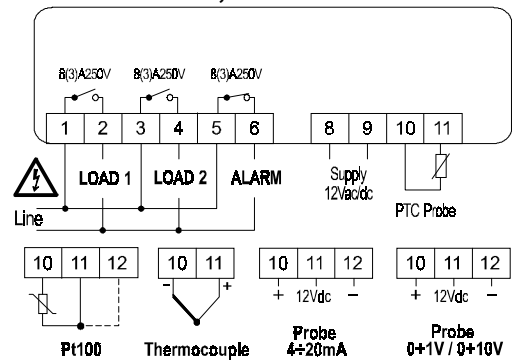 8(3)A250V 8(3)A250V 8(3)A250V
1 2 3 4 5 6 8 9 10 11
LOAD 1 LOAD 2 ALARM
Supply
12Vac/dc
PTC Probe
Line
10 11 12 10 11 10 11 12 10 11 12
- + + 12Vdc - + 12Vdc -
Pt100 Thermocouple
Probe
4÷20mA
Probe
0÷1V / 0÷10V